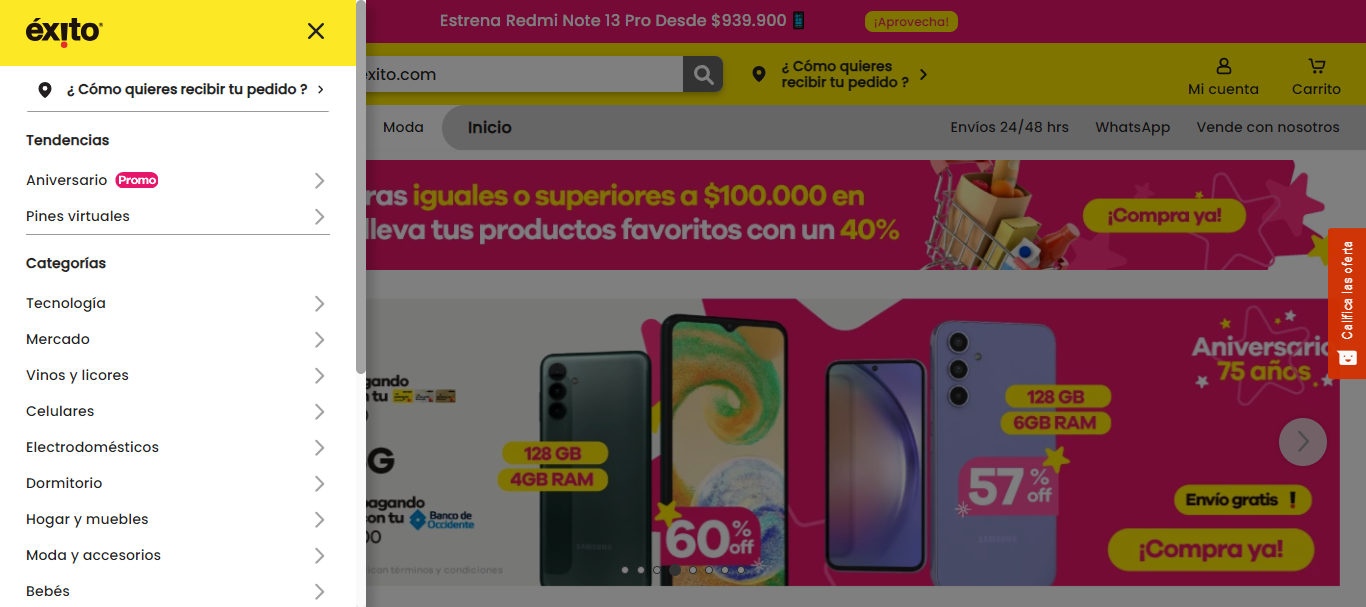 éxito
¿ Cómo quieres recibir tu pedido ?
Tendencias
Aniversario Promo
Pines virtuales
Categorías
Tecnología
Mercado
Vinos y licores
Celulares
Electrodomésticos
Dormitorio
Hogar y muebles
Moda y accesorios
Bebés
Estrena Redmi Note 13 Pro Desde $939.900
¡Aprovecha!
exito.com
¿ Cómo quieres
recibir tu pedido ?
Mi cuenta
Carrito
Moda
Inicio
Envíos 24/48 hrs
WhatsApp
Vende con nosotros
ras iguales o superiores a $100.000 en
lleva tus productos favoritos con un 40%
¡Compra ya!
Califica las oferta
agando
n tu
G
pagando
on tu Banco de
Occidente
00
ican términos y condiciones
128 GB
4GB RAM
60% off
SAMSUNG
128 GB
6GB RAM
57% off
SAMSUNG
Aniversario
75 años
Envío gratis !
¡Compra ya!